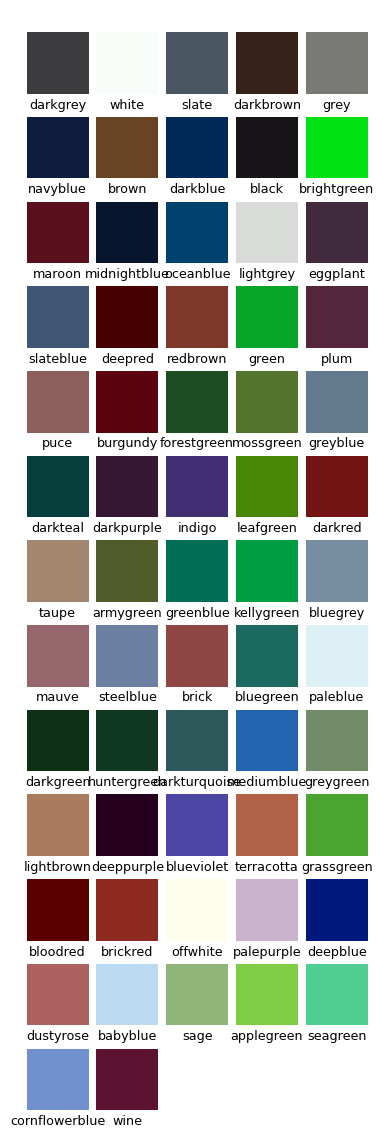 darkgrey white slate darkbrown grey
navyblue brown darkblue black brightgreen
maroon midnightblue oceanblue lightgrey eggplant
slateblue deepred redbrown green plum
puce burgundy forestgreen mossgreen greyblue
darkteal darkpurple indigo leafgreen darkred
taupe armygreen greenblue kellygreen bluegrey
mauve steelblue brick bluegreen paleblue
darkgreen huntergreen darkturquoise mediumblue greygreen
lightbrown deeppurple blueviolet terracotta grassgreen
bloodred brickred offwhite palepurple deepblue
dustyrose babyblue sage applegreen seagreen
cornflowerblue wine